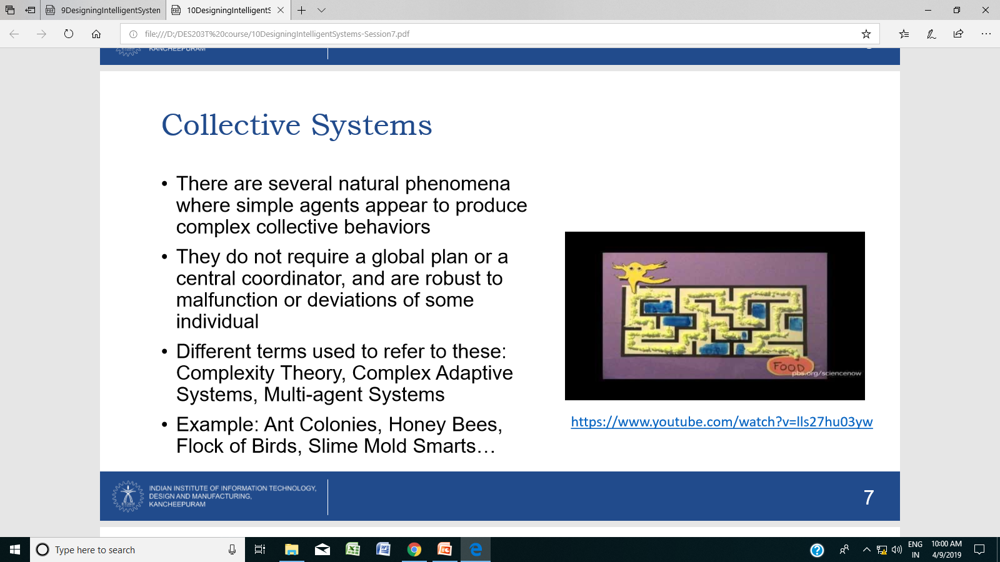 9DesigningIntelligentSysten
10DesigningIntelligentS
file:///D:/DES203T%20course/10DesigningIntelligentSystems-Session7.pdf
KANCHEEPURAM
Collective Systems
• There are several natural phenomena
where simple agents appear to produce
complex collective behaviors
• They do not require a global plan or a
central coordinator, and are robust to
malfunction or deviations of some
individual
• Different terms used to refer to these:
Complexity Theory, Complex Adaptive
Systems, Multi-agent Systems
• Example: Ant Colonies, Honey Bees,
Flock of Birds, Slime Mold Smarts...
FOOD
pbs.org/sciencenow
https://www.youtube.com/watch?v=lls27hu03yw
INDIAN INSTITUTE OF INFORMATION TECHNOLOGY,
DESIGN AND MANUFACTURING,
KANCHEEPURAM
7
Type here to search
ENG
IN
10:00 AM
4/9/2019